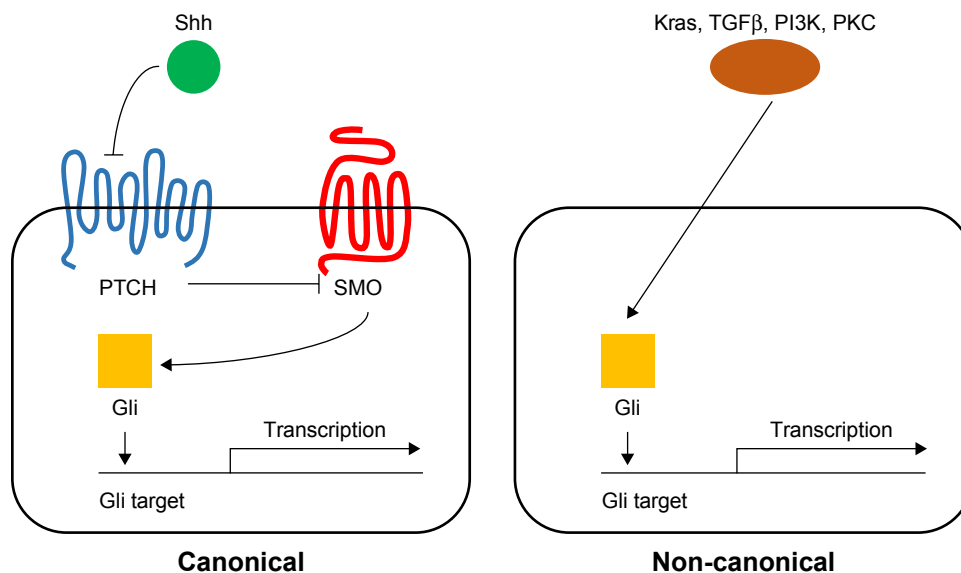 Shh
PTCH
SMO
Gli
Transcription
Gli target
Canonical
Kras, TGFβ, PI3K, PKC
Gli
Transcription
Gli target
Non-canonical